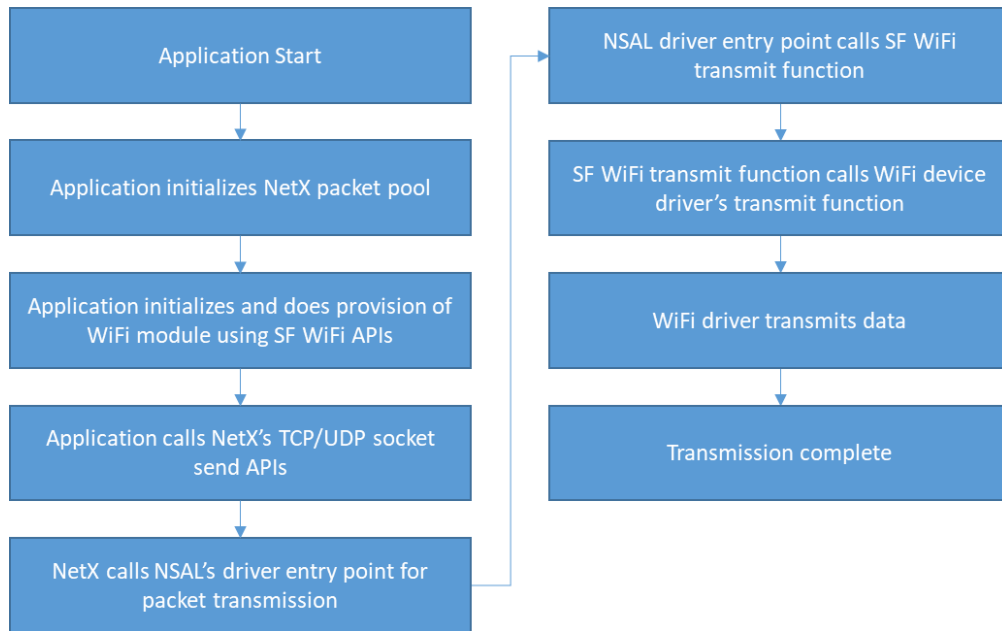 Application Start
Application initializes NetX packet pool
Application initializes and does provision of
WiFi module using SF WiFi APIs
Application calls NetX’s TCP/UDP socket
send APIs
NetX calls NSAL’s driver entry point for
packet transmission
NSAL driver entry point calls SF WiFi
transmit function
SF WiFi transmit function calls WiFi device
driver’s transmit function
WiFi driver transmits data
Transmission complete